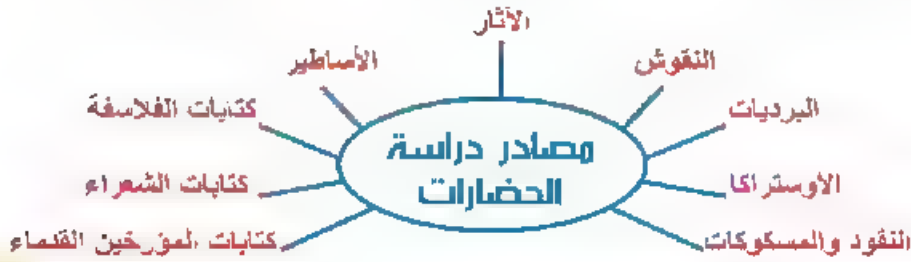 الآثار
النقوش
الأساطير
البرديات
كتابات الفلاسفة
مصادر دراسة
الحضارات
الأوستراكا
كتابات الشعراء
النقود والمسكوكات
كتابات المؤرخين القدماء